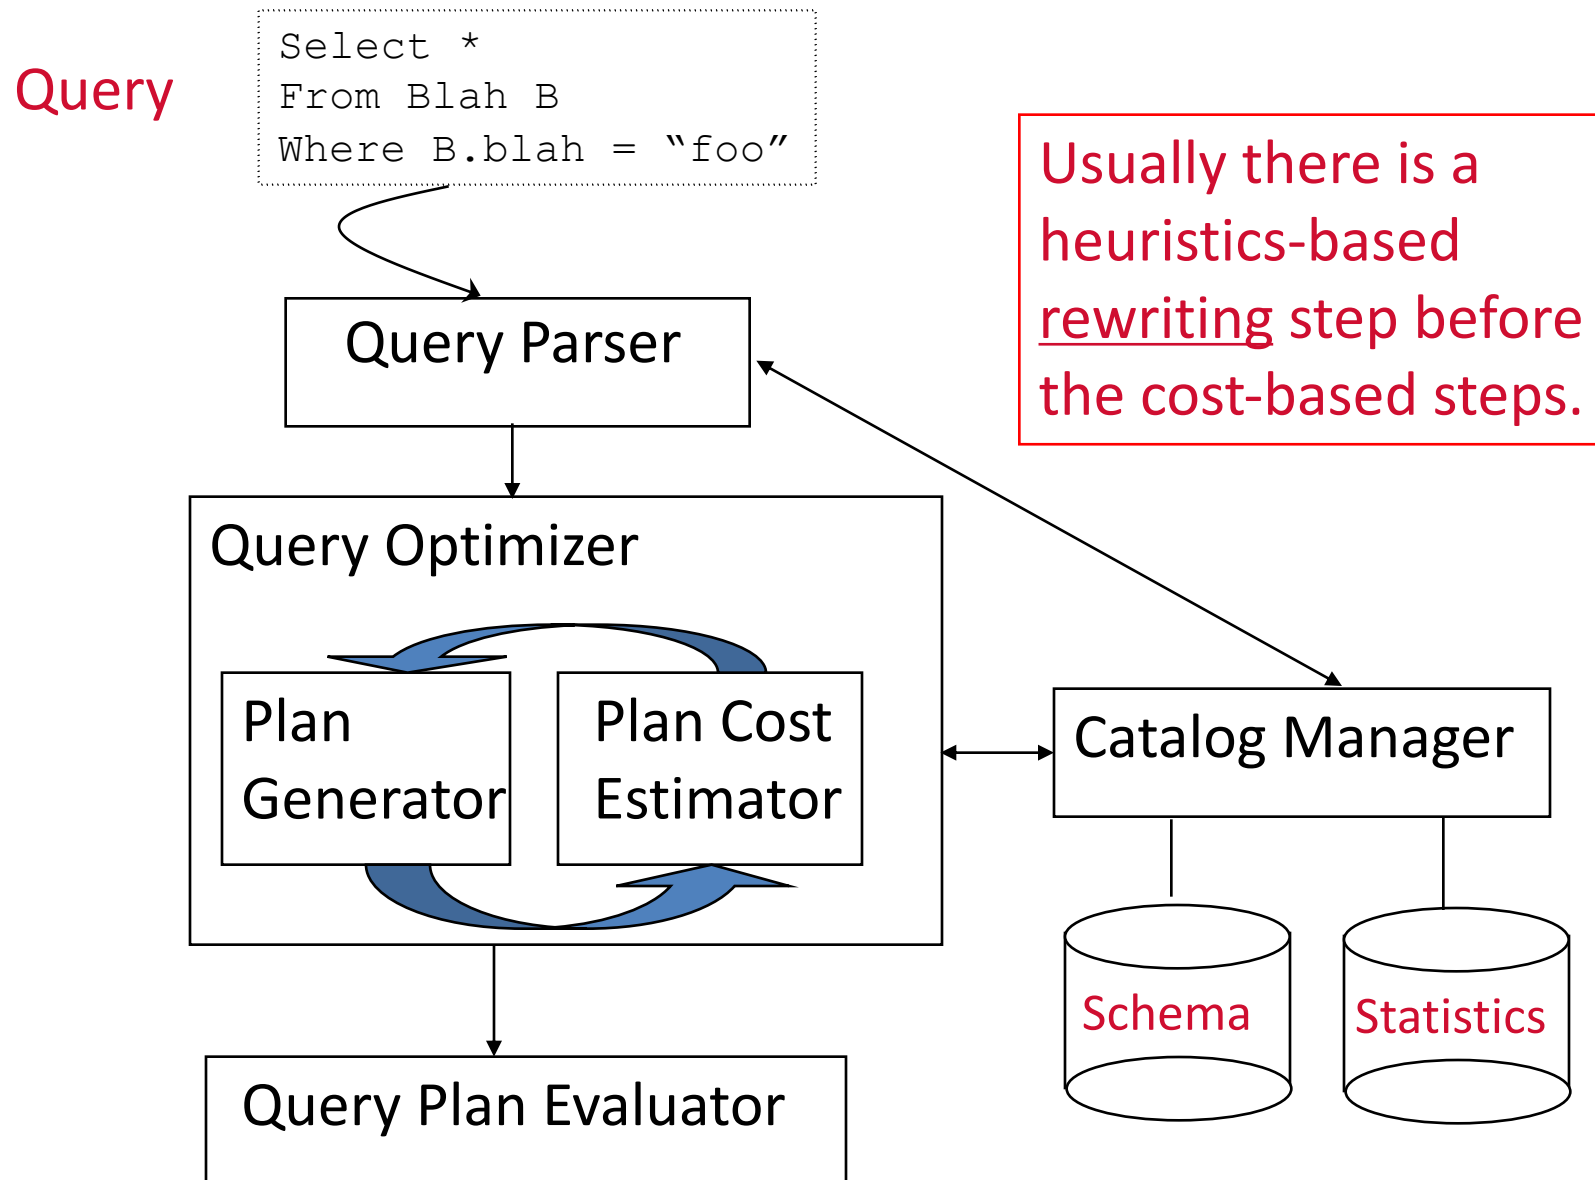 Query
Select *
From Blah B
Where B.blah = “foo”
Usually there is a
heuristics-based
rewriting step before
the cost-based steps.
Query Parser
Query Optimizer
Plan
Generator
Plan Cost
Estimator
Catalog Manager
Schema
Statistics
Query Plan Evaluator